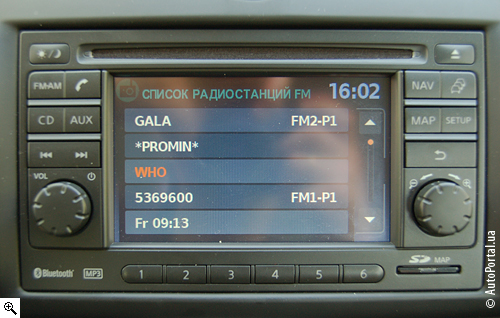 FM•AM
CD AUX
VOL
Bluetooth MP3
СПИСОК РАДИОСТАНЦИЙ FM 16:02
GALA FM2-P1
*PROMIN*
WHO
5369600 FM1-P1
Fr 09:13
1 2 3 4 5 6
NAV
MAP SETUP
SD MAP
© AutoPortal.ua